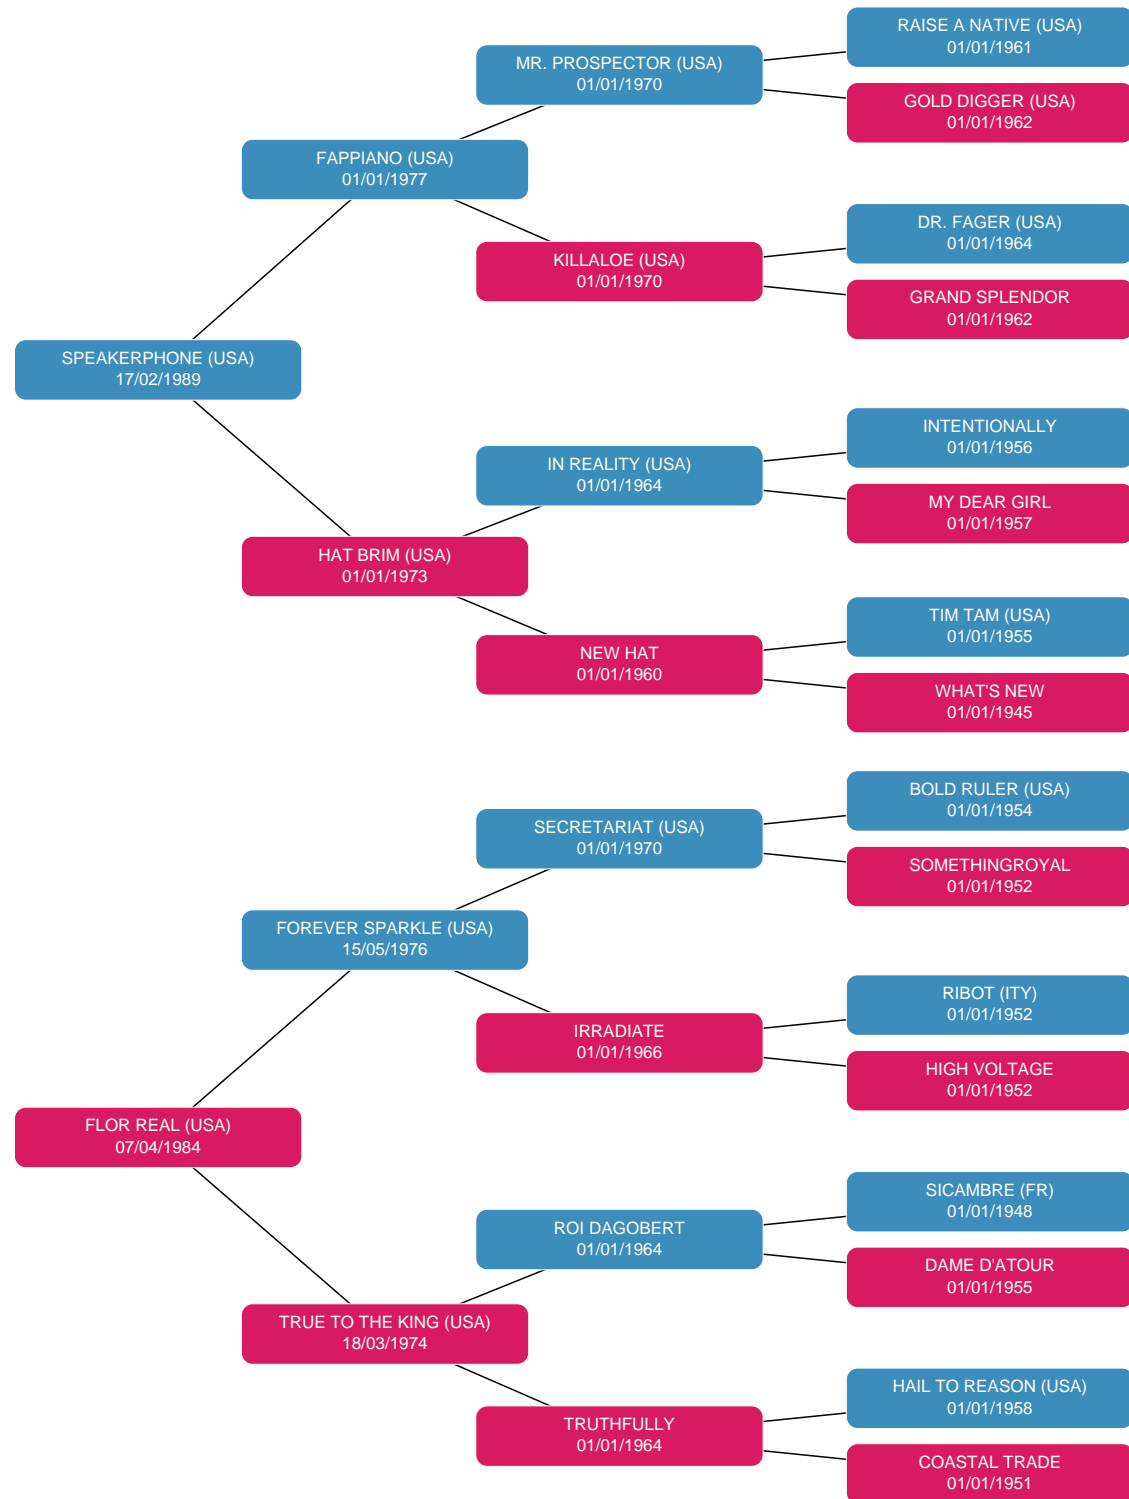 RAISE A NATIVE (USA)
01/01/1961
MR. PROSPECTOR (USA)
01/01/1970
GOLD DIGGER (USA)
01/01/1962
FAPPIANO (USA)
01/01/1977
DR. FAGER (USA)
01/01/1964
KILLALOE (USA)
01/01/1970
GRAND SPLENDOR
01/01/1962
SPEAKERPHONE (USA)
17/02/1989
INTENTIONALLY
01/01/1956
IN REALITY (USA)
01/01/1964
MY DEAR GIRL
01/01/1957
HAT BRIM (USA)
01/01/1973
TIM TAM (USA)
01/01/1955
NEW HAT
01/01/1960
WHAT'S NEW
01/01/1945
BOLD RULER (USA)
01/01/1954
SECRETARIAT (USA)
01/01/1970
SOMETHINGROYAL
01/01/1952
FOREVER SPARKLE (USA)
15/05/1976
RIBOT (ITY)
01/01/1952
IRRADIATE
01/01/1966
HIGH VOLTAGE
01/01/1952
FLOR REAL (USA)
07/04/1984
SICAMBRE (FR)
01/01/1948
ROI DAGOBERT
01/01/1964
DAME D'ATOUR
01/01/1955
TRUE TO THE KING (USA)
18/03/1974
HAIL TO REASON (USA)
01/01/1958
TRUTHFULLY
01/01/1964
COASTAL TRADE
01/01/1951